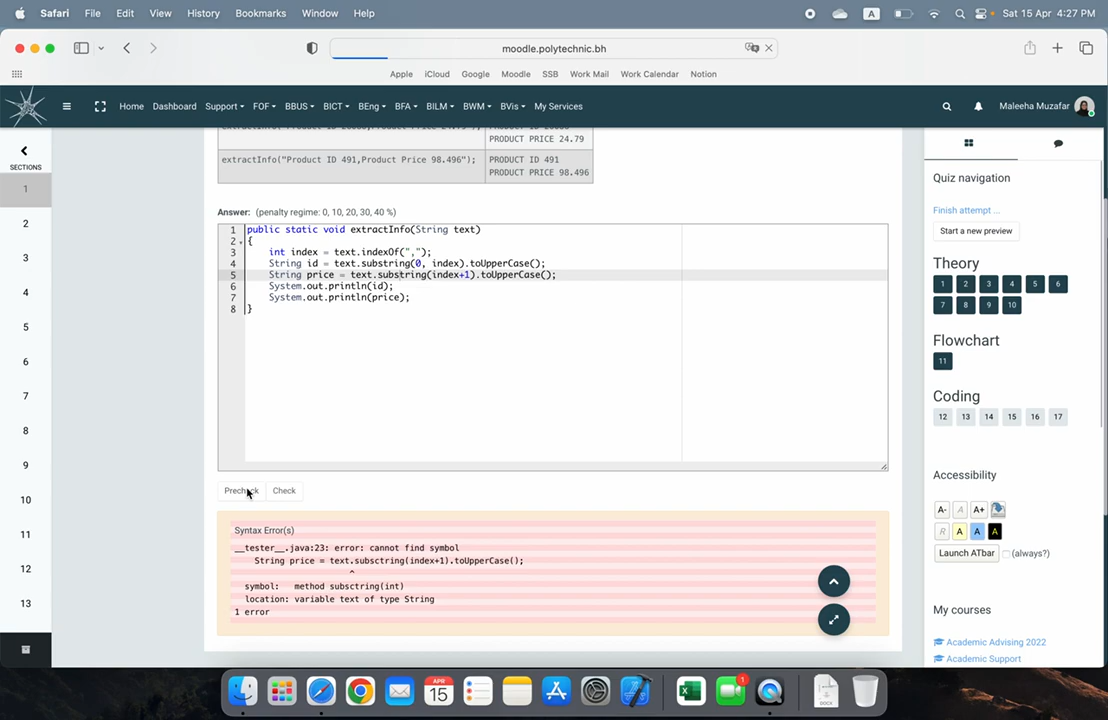 Safari File Edit View History Bookmarks Window Help A Sat 15 Apr 4:27 PM
moodle.polytechnic.bh
Apple iCloud Google Moodle SSB Work Mail Work Calendar Notion
Home Dashboard Support FOF BBUS BICT BEng BFA BILM BWM BVis My Services Maleeha Muzafar
SECTIONS
1
2
3
4
5
6
7
8
9
10
11
12
13
PRODUCT PRICE 24.79
extractInfo("Product ID 491,Product Price 98.496"); PRODUCT ID 491
PRODUCT PRICE 98.496
Answer: (penalty regime: 0, 10, 20, 30, 40 %)
1 public static void extractInfo(String text)
2 {
3 int index = text.indexOf(",");
4 String id = text.substring(0, index).toUpperCase();
5 String price = text.substring(index+1).toUpperCase();
6 System.out.println(id);
7 System.out.println(price);
8 }
Precheck Check
Syntax Error(s)
__tester__.java:23: error: cannot find symbol
String price = text.subsctring(index+1).toUpperCase();
^
symbol: method subsctring(int)
location: variable text of type String
1 error
Quiz navigation
Finish attempt ...
Start a new preview
Theory
1 2 3 4 5 6
7 8 9 10
Flowchart
11
Coding
12 13 14 15 16 17
Accessibility
A- A A+
R A A A
Launch ATbar (always?)
My courses
Academic Advising 2022
Academic Support
APR
15
1
DOCX